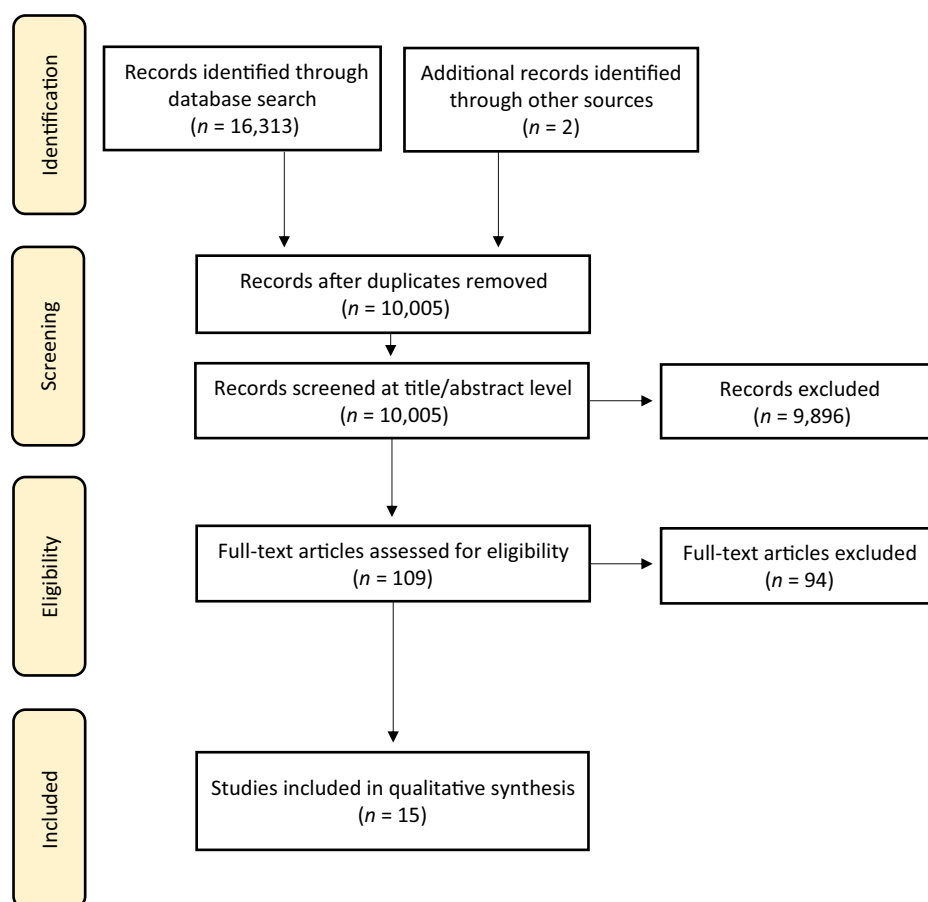 Identification
Records identified through
database search
(n = 16,313)
Additional records identified
through other sources
(n = 2)
Screening
Records after duplicates removed
(n = 10,005)
Records screened at title/abstract level
(n = 10,005)
Records excluded
(n = 9,896)
Eligibility
Full-text articles assessed for eligibility
(n = 109)
Full-text articles excluded
(n = 94)
Included
Studies included in qualitative synthesis
(n = 15)